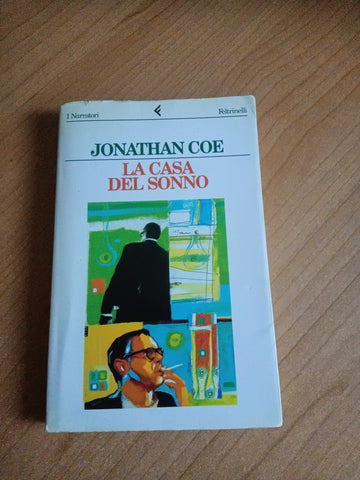 I Narratori
Feltrinelli
JONATHAN COE
LA CASA
DEL SONNO